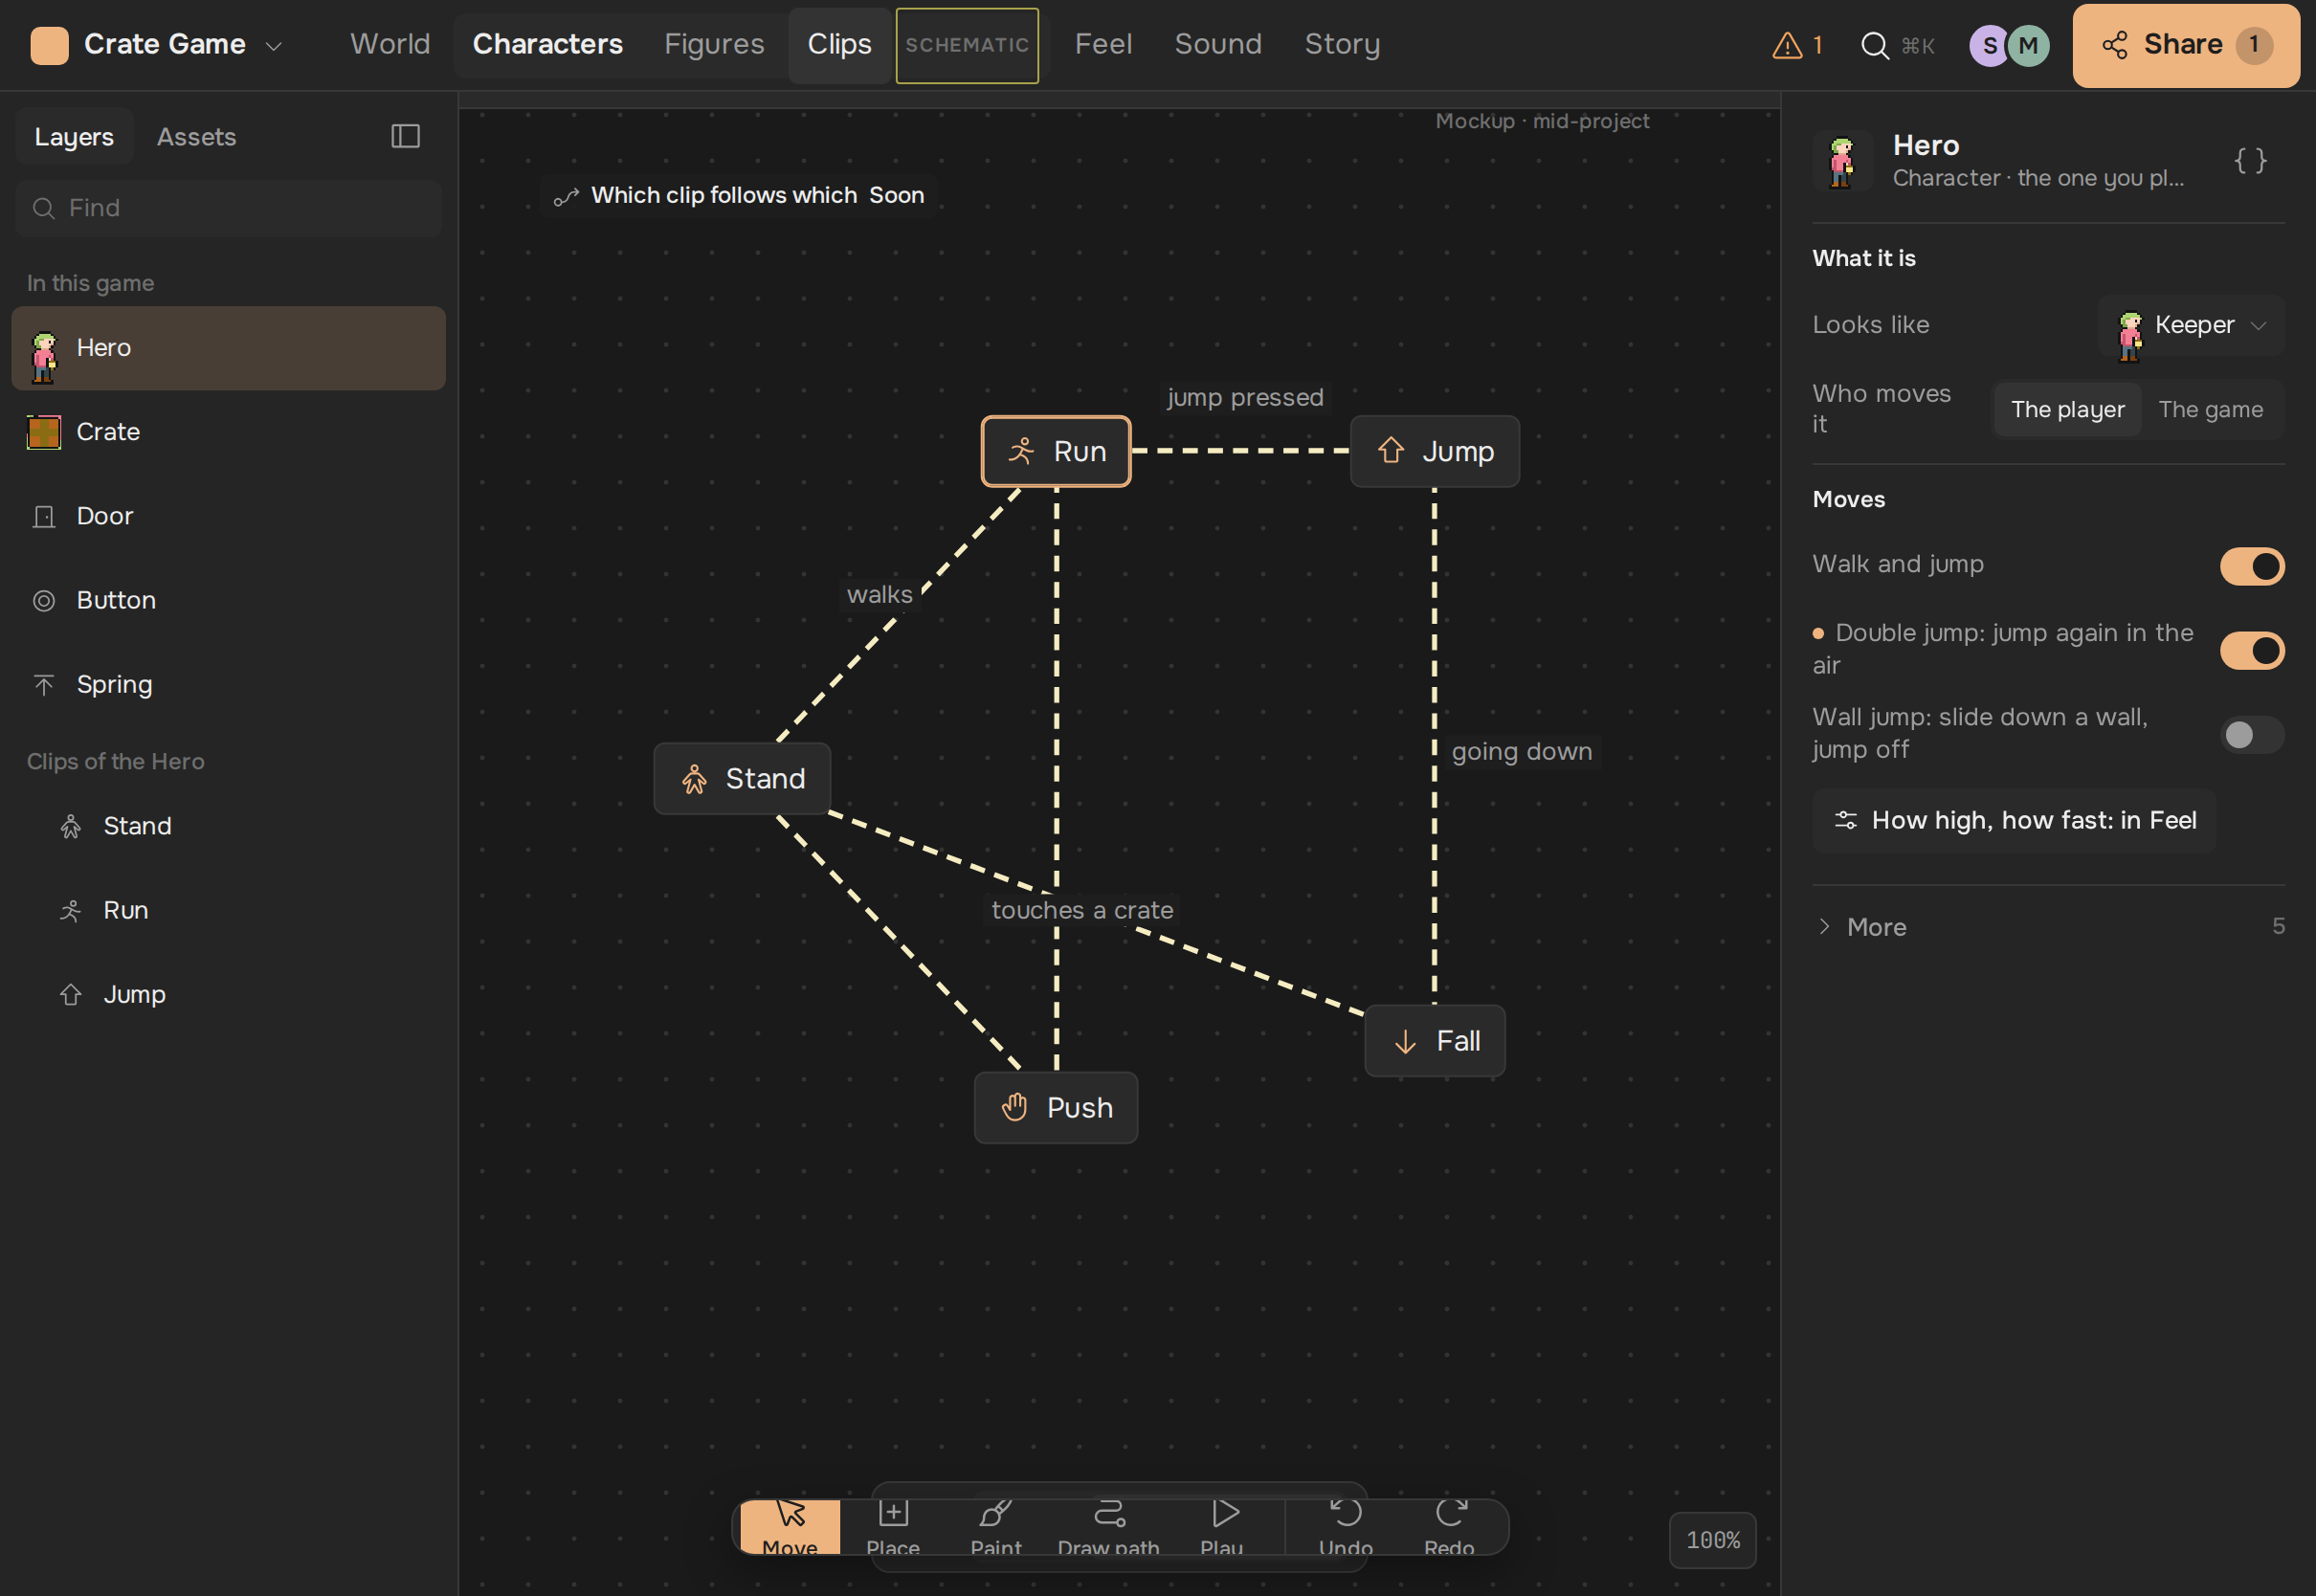 Crate Game
World
Characters
Figures
Clips
SCHEMATIC
Feel
Sound
Story
1
⌘K
S
M
Share 1
Layers
Assets
Find
In this game
Hero
Crate
Door
Button
Spring
Clips of the Hero
Stand
Run
Jump
Mockup · mid-project
Which clip follows which Soon
jump pressed
Run
Jump
walks
Stand
going down
touches a crate
Fall
Push
Move
Place
Paint
Draw path
Play
Undo
Redo
100%
Hero
Character · the one you pl...
{ }
What it is
Looks like
Keeper
Who moves
it
The player
The game
Moves
Walk and jump
Double jump: jump again in the
air
Wall jump: slide down a wall,
jump off
How high, how fast: in Feel
More
5